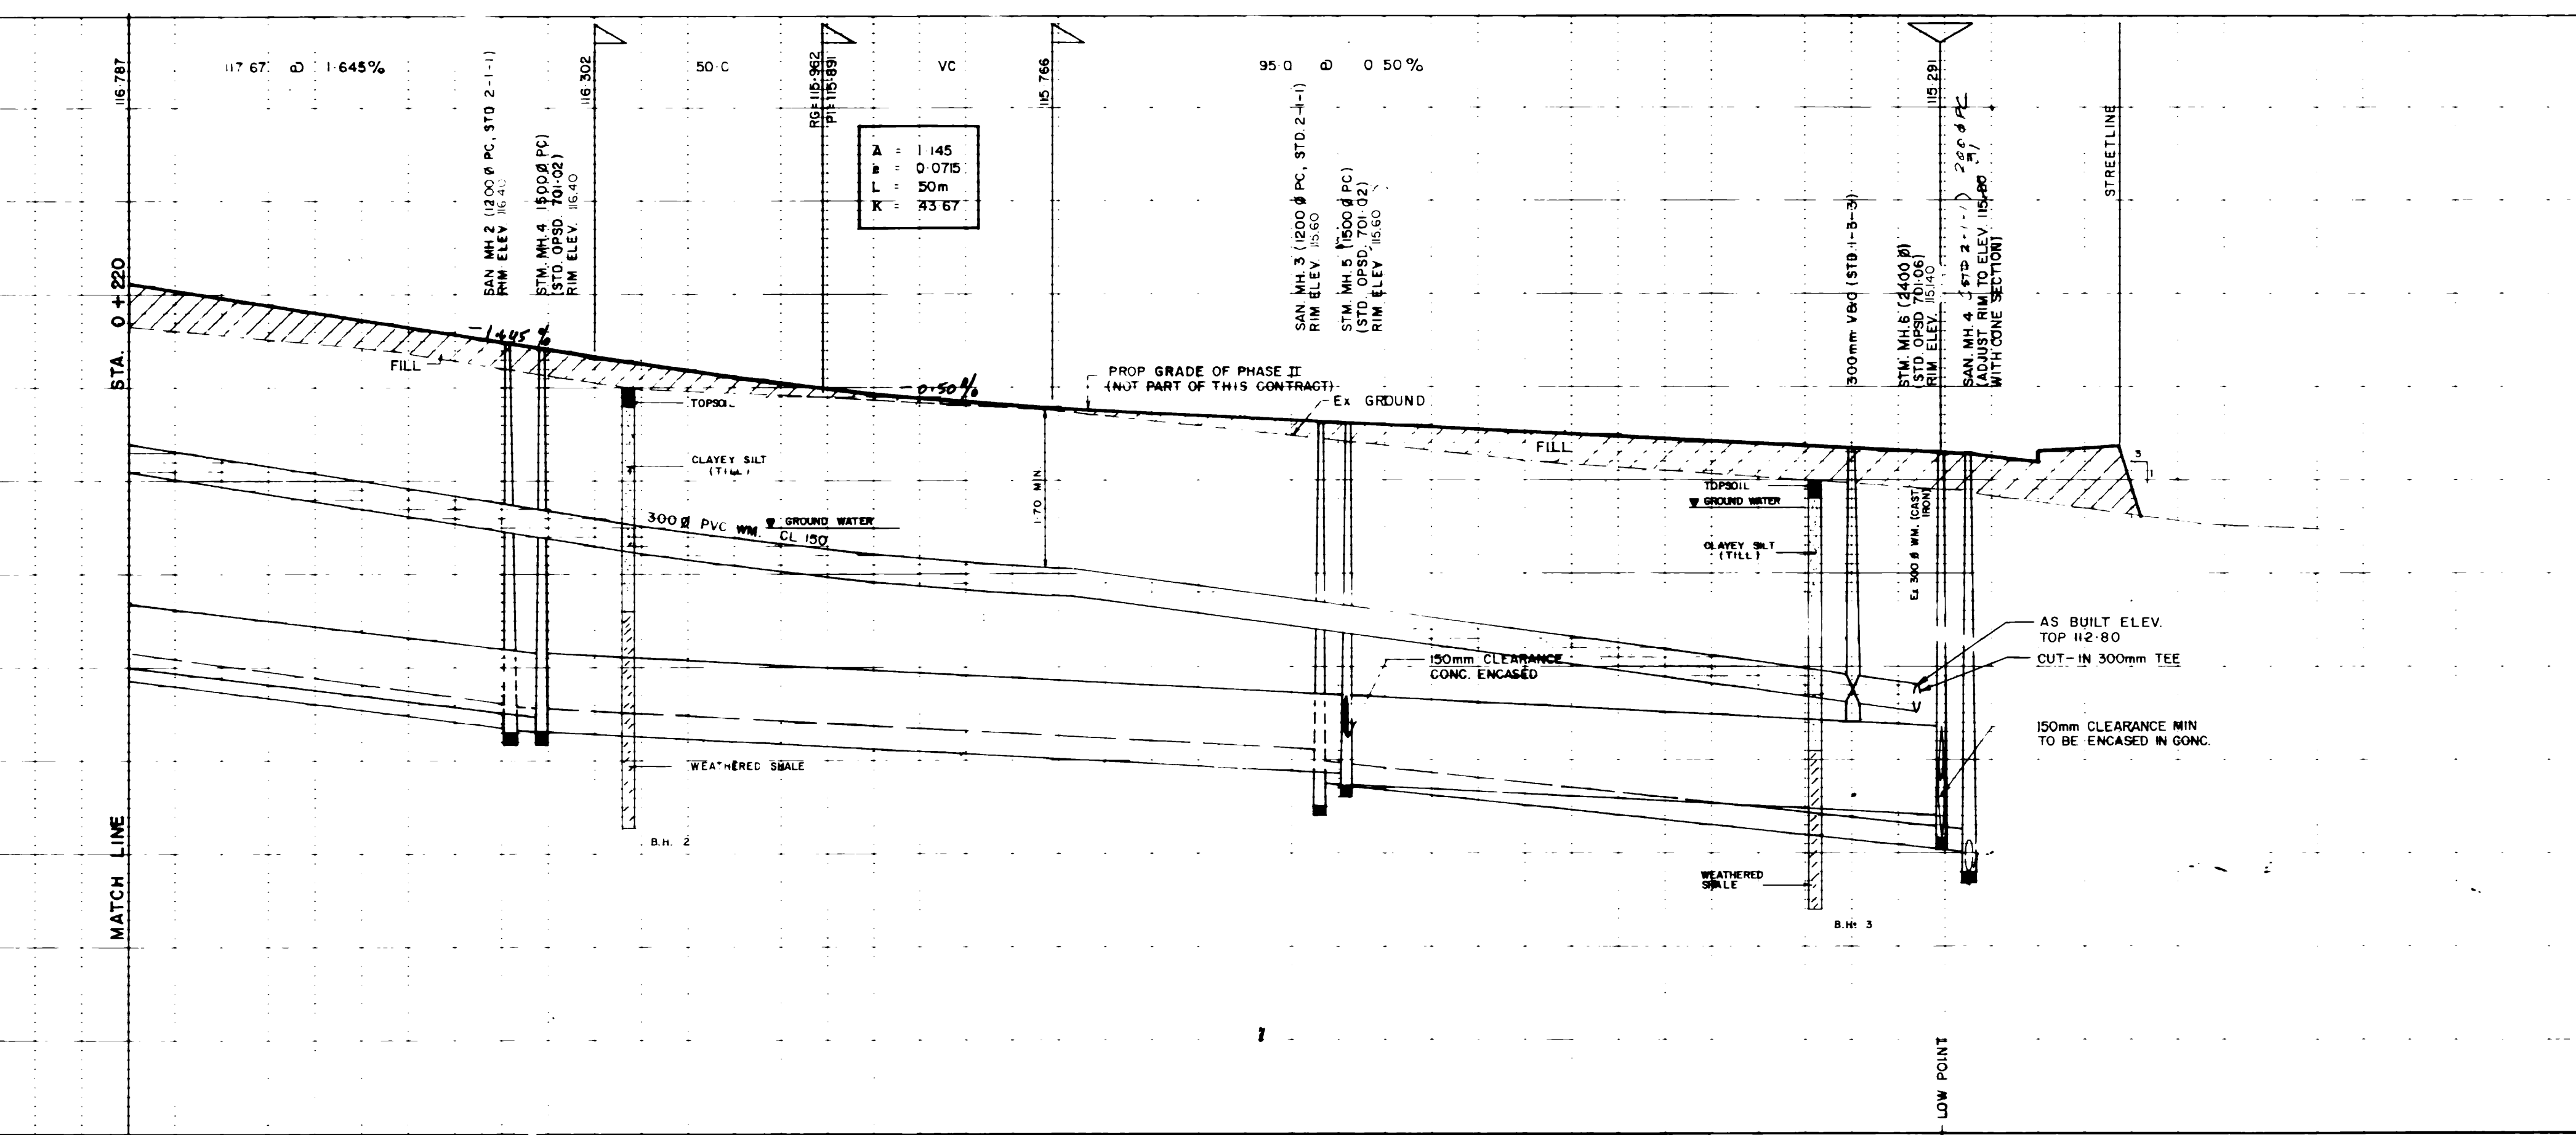 116.787
117.67 @ 1.645%
116.302
50.0
RG=115.962
PI=115.891
VC
115.766
95.0 @ 0.50%
115.291
STREETLINE
A = 1.145
e = 0.0715
L = 50m
K = 43.67
SAN MH 2 (1200 Ø PC, STD 2-1-1)
RIM ELEV 116.40
STM. MH.4 1500 Ø PC)
(STD. OPSD. 701.02)
RIM ELEV. 116.40
SAN. MH. 3 (1200 Ø PC, STD. 2-1-1)
RIM ELEV. 115.60
STM. MH. 5 (1500 Ø PC)
(STD. OPSD. 701.02)
RIM ELEV 115.60
300mm VB&C (STD.1-3-3)
STM. MH.6 (2400 Ø)
(STD. OPSD 701.06)
RIM ELEV. 115.40
SAN. MH. 4
(ADJUST RIM TO ELEV.
WITH CONE SECTION)
STA. 0+220
FILL
-0.50 %
PROP GRADE OF PHASE II
(NOT PART OF THIS CONTRACT)
Ex GROUND
FILL
3
1
TOPSOIL
CLAYEY SILT
(TILL)
300 Ø PVC WM. CL 150
GROUND WATER
1.70 MIN
TOPSOIL
GROUND WATER
CLAYEY SILT
(TILL)
Ex 300 Ø WM. (CAST
IRON)
AS BUILT ELEV.
TOP 112.80
CUT-IN 300mm TEE
150mm CLEARANCE
CONC. ENCASED
150mm CLEARANCE MIN
TO BE ENCASED IN CONC.
WEATHERED SHALE
B.H. 2
WEATHERED
SHALE
B.H. 3
MATCH LINE
LOW POINT